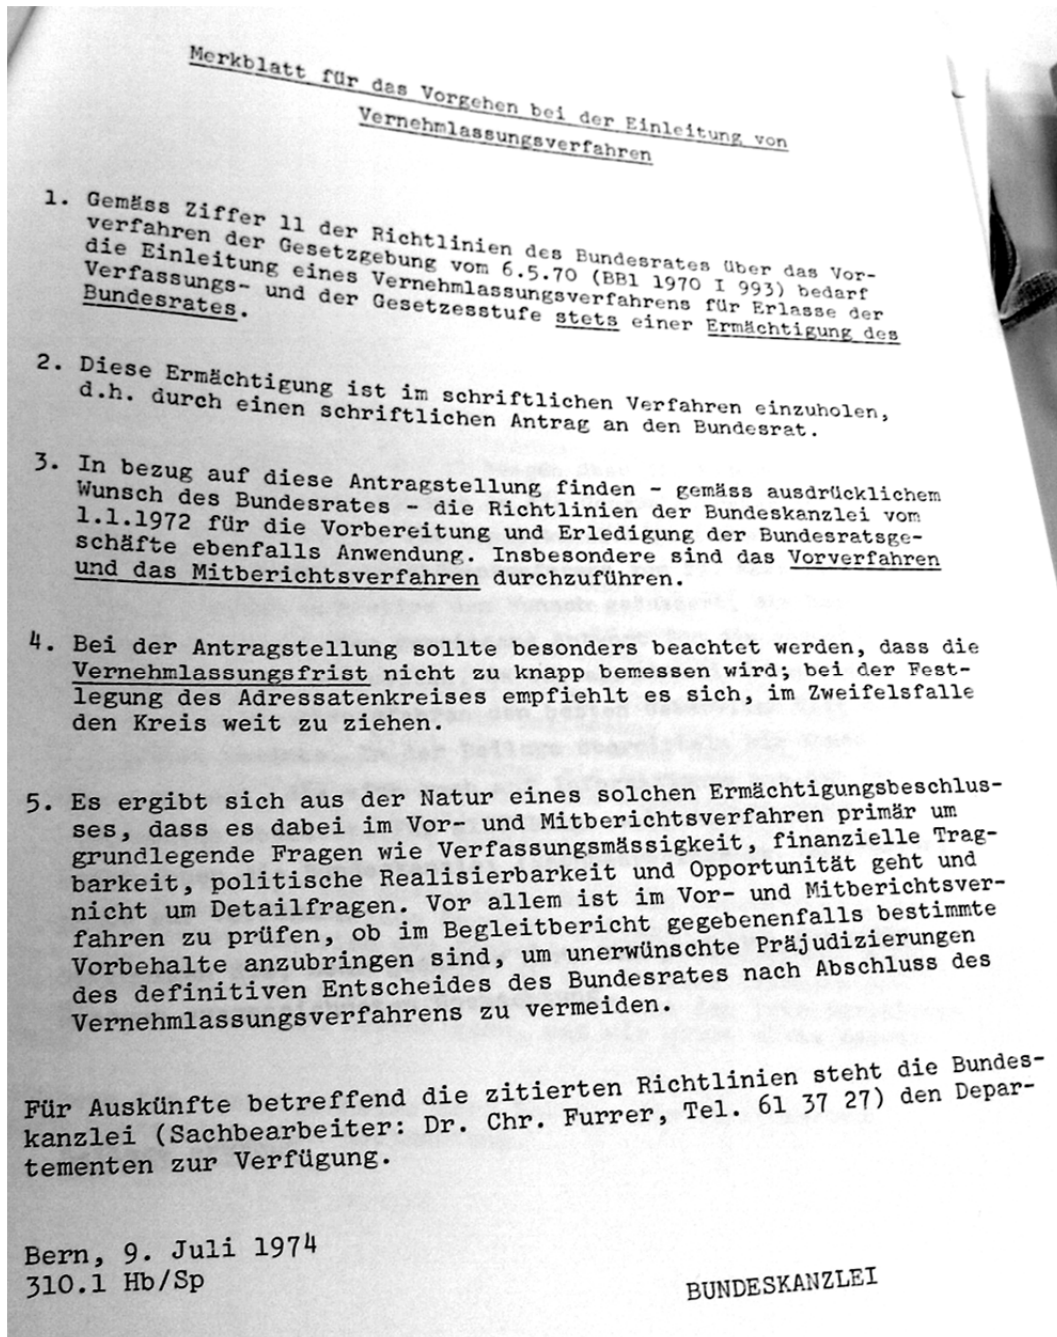 Merkblatt für das Vorgehen bei der Einleitung von
Vernehmlassungsverfahren
1. Gemäss Ziffer 11 der Richtlinien des Bundesrates über das Vor-
verfahren der Gesetzgebung vom 6.5.70 (BBl 1970 I 993) bedarf
die Einleitung eines Vernehmlassungsverfahrens für Erlasse der
Verfassungs- und der Gesetzesstufe stets einer Ermächtigung des
Bundesrates.
2. Diese Ermächtigung ist im schriftlichen Verfahren einzuholen,
d.h. durch einen schriftlichen Antrag an den Bundesrat.
3. In bezug auf diese Antragstellung finden - gemäss ausdrücklichem
Wunsch des Bundesrates - die Richtlinien der Bundeskanzlei vom
1.1.1972 für die Vorbereitung und Erledigung der Bundesratsge-
schäfte ebenfalls Anwendung. Insbesondere sind das Vorverfahren
und das Mitberichtsverfahren durchzuführen.
4. Bei der Antragstellung sollte besonders beachtet werden, dass die
Vernehmlassungsfrist nicht zu knapp bemessen wird; bei der Fest-
legung des Adressatenkreises empfiehlt es sich, im Zweifelsfalle
den Kreis weit zu ziehen.
5. Es ergibt sich aus der Natur eines solchen Ermächtigungsbeschlus-
ses, dass es dabei im Vor- und Mitberichtsverfahren primär um
grundlegende Fragen wie Verfassungsmässigkeit, finanzielle Trag-
barkeit, politische Realisierbarkeit und Opportunität geht und
nicht um Detailfragen. Vor allem ist im Vor- und Mitberichtsver-
fahren zu prüfen, ob im Begleitbericht gegebenenfalls bestimmte
Vorbehalte anzubringen sind, um unerwünschte Präjudizierungen
des definitiven Entscheides des Bundesrates nach Abschluss des
Vernehmlassungsverfahrens zu vermeiden.
Für Auskünfte betreffend die zitierten Richtlinien steht die Bundes-
kanzlei (Sachbearbeiter: Dr. Chr. Furrer, Tel. 61 37 27) den Depar-
tementen zur Verfügung.
Bern, 9. Juli 1974
310.1 Hb/Sp
BUNDESKANZLEI